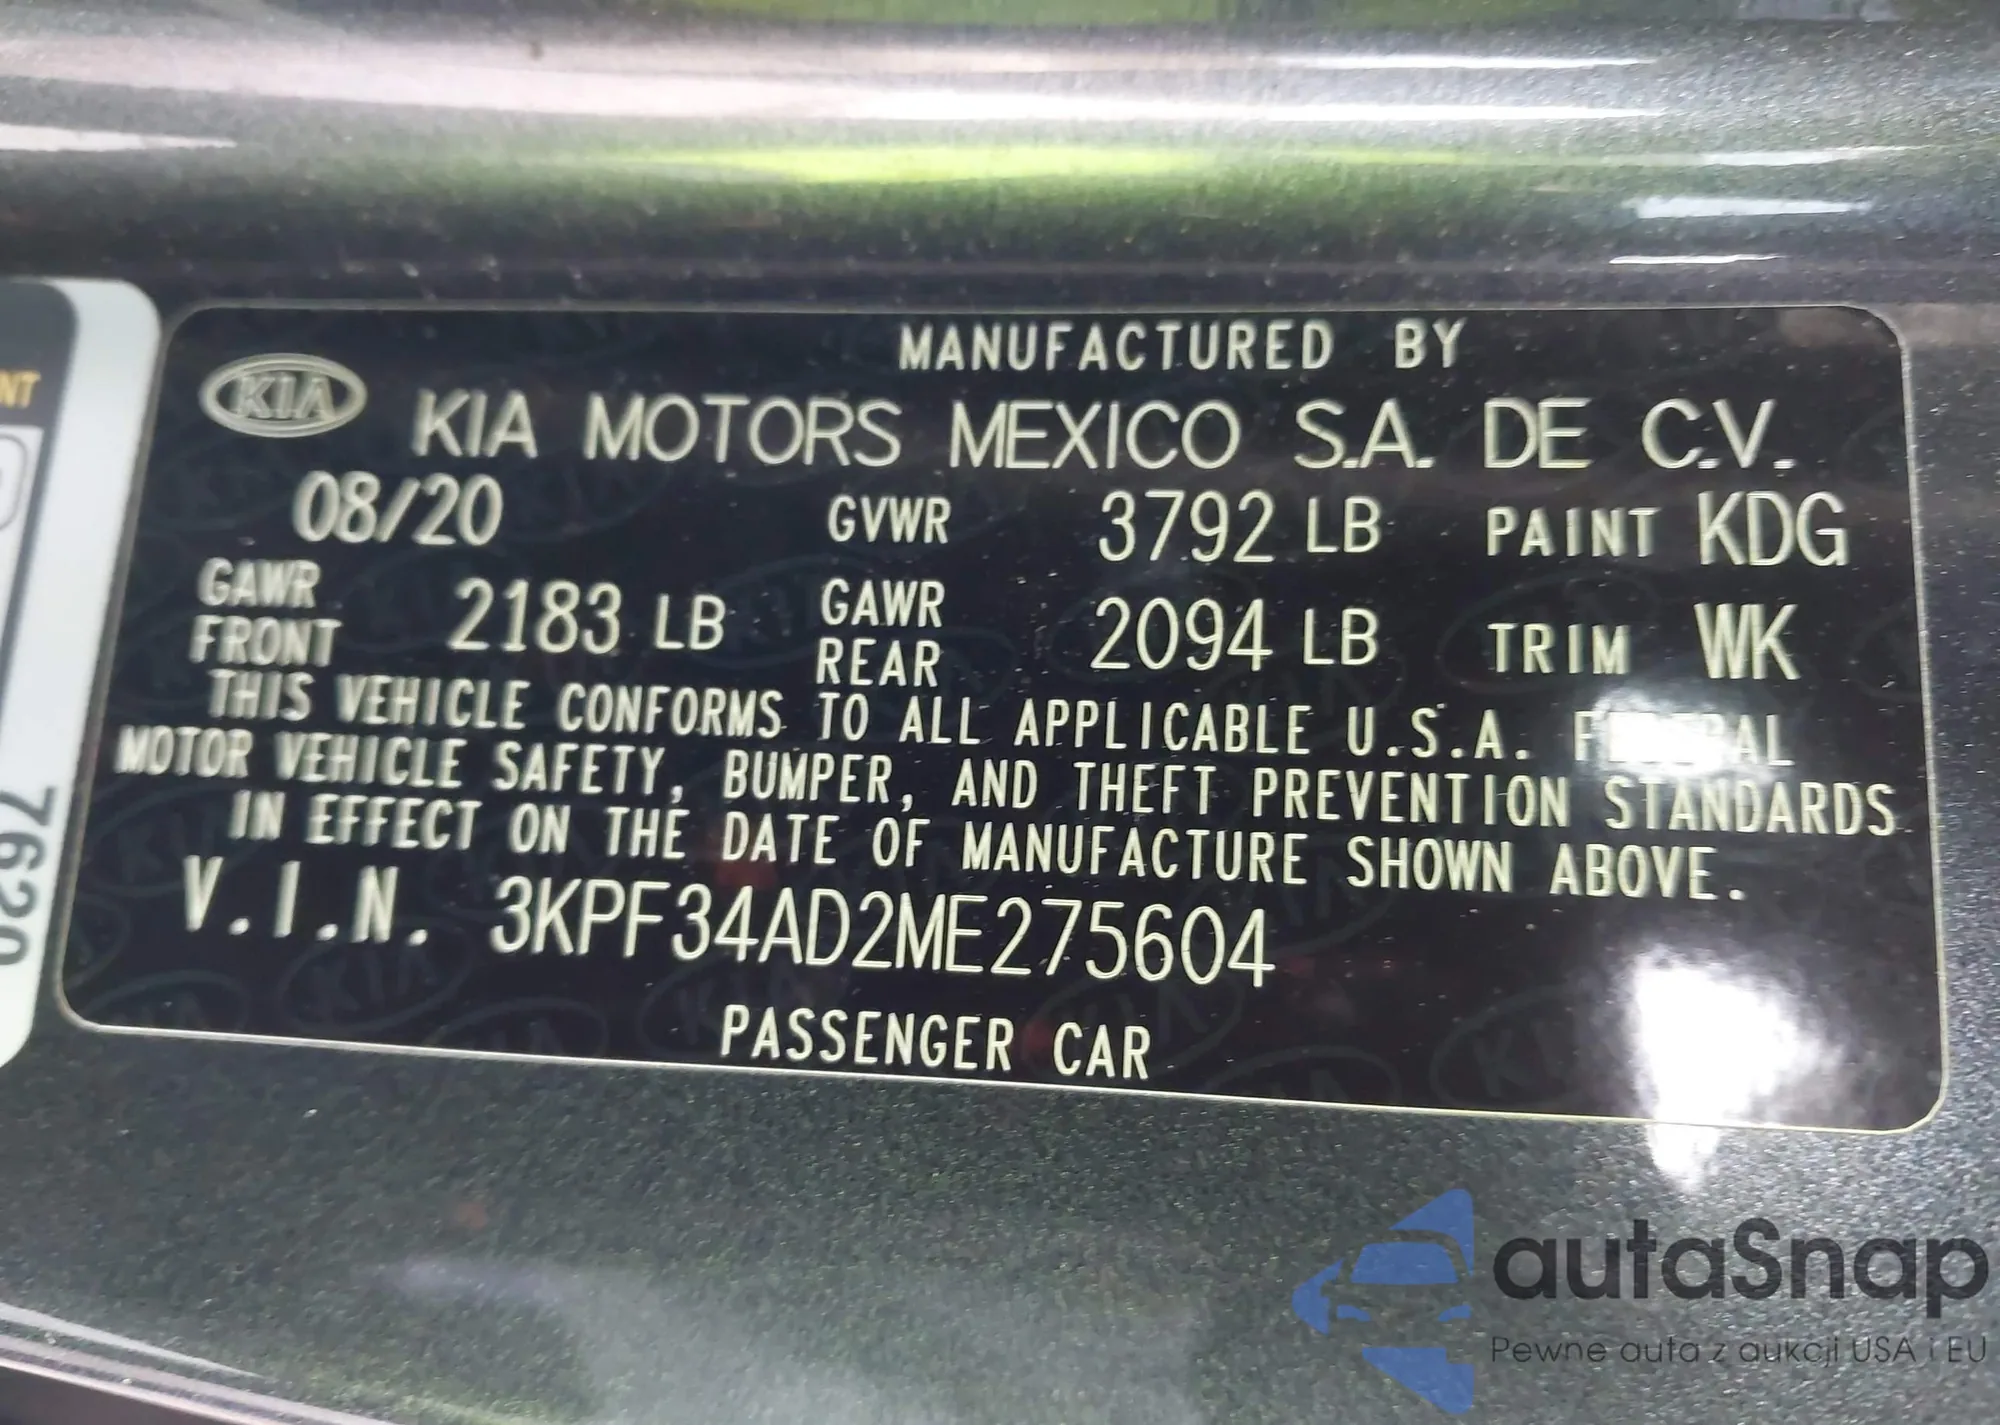 MANUFACTURED BY
KIA KIA MOTORS MEXICO S.A. DE C.V.
08/20 GVWR 3792 LB PAINT KDG
GAWR FRONT 2183 LB GAWR REAR 2094 LB TRIM WK
THIS VEHICLE CONFORMS TO ALL APPLICABLE U.S.A. FEDERAL
MOTOR VEHICLE SAFETY, BUMPER, AND THEFT PREVENTION STANDARDS
IN EFFECT ON THE DATE OF MANUFACTURE SHOWN ABOVE.
V.I.N. 3KPF34AD2ME275604
PASSENGER CAR
NT
7620
autaSnap
Pewne auta z aukcji USA i EU